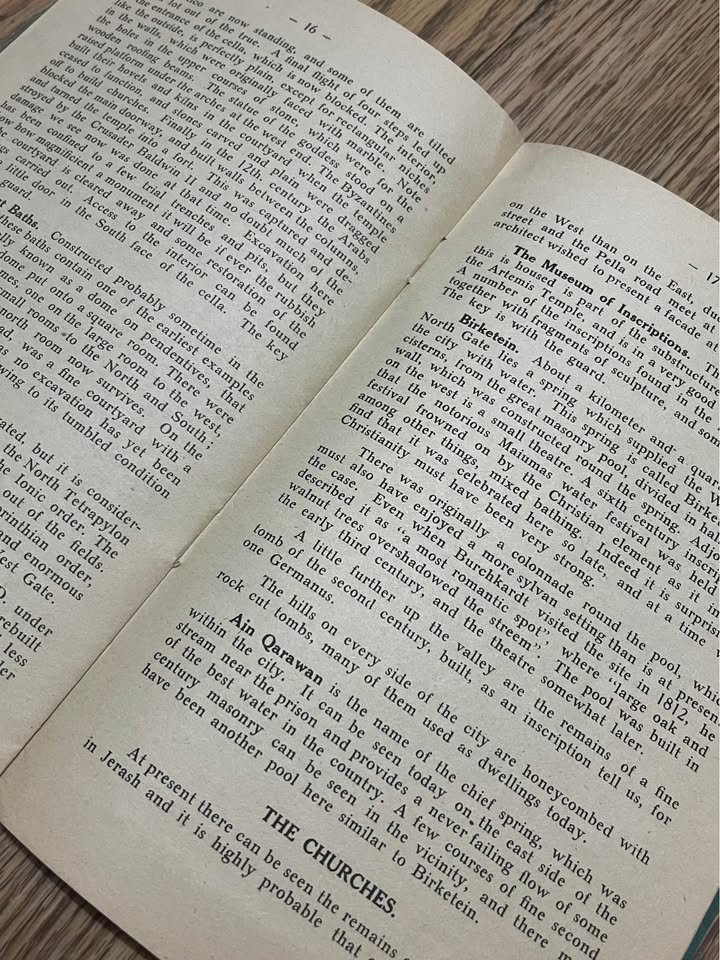 – 16 –
ico are now standing, and some of them are tilted
lot out of the true. A final flight of four steps led up
the entrance of the cella, which is now blocked. The interior,
like the outside, is perfectly plain, except for rectangular niches
in the walls, which were originally faced with marble. Note
the holes in the upper courses of stone, which were for the
wooden roofing beams. The statue of the goddess stood on a
raised platform under the arches at the west end. The Byzantines
built their hovels and kilns in the courtyard when the temple
ceased to function, and stones carved and plain were dragged
off to build churches. Finally in the 12th. century the Arabs
blocked the main doorway, and built walls between the columns,
and turned the temple into a fort. This was captured and de-
stroyed by the Crusader Baldwin II, and no doubt much of the
damage we see now was done at that time. Excavation here
has been confined to a few trial trenches and pits, but they
how magnificent a monument it will be if ever the rubbish
courtyard is cleared away and some restoration of the
carried out. Access to the interior can be found
little door in the South face of the cella. The key
guard
Baths. Constructed probably sometime in the
these baths contain one of the earliest examples
known as a dome on pendentives, that
dome put onto a square room. There were
one on the large room to the west,
small rooms to the North and South,
north room now survives. On the
was a fine courtyard with a
no excavation has yet been
owing to its tumbled condition
but it is consider-
the North Tetrapylon
Ionic order. The
out of the fields.
order,
and enormous
West Gate.
under
rebuilt
less
– 17
on the West than on the East, du
street and the Pella road meet at
architect wished to present a facade at
The Museum of Inscriptions. Th
this is housed is part of the substructur
the Artemis Temple, and is in a very good
A number of the inscriptions found in the
together with fragments of sculpture, and som
The key is with the guard
Birketein. About a kilometer and a quar
North Gate lies a spring which supplied the W
the city with water. This spring is called Birke
cisterns, from the great masonry pool, divided in hal
wall, which was constructed round the spring. Adj
on the west is a small theatre. A sixth century inscri
that the notorious Maiumas water festival was held
festival frowned on by the Christian element as it in
among other things, mixed bathing. Indeed it is surprisi
find that it was celebrated here so late, and at a time
Christianity must have been very strong.
There was originally a colonnade round the pool, whic
must also have enjoyed a more sylvan setting than is at presen
the case. Even when Burckhardt visited the site in 1812, he
described it as "a most romantic spot", where "large oak and
walnut trees overshadowed the streem". The pool was built in
the early third century, and the theatre somewhat later.
A little further up the valley are the remains of a fine
tomb of the second century, built, as an inscription tell us, for
one Germanus.
The hills on every side of the city are honeycombed with
rock cut tombs, many of them used as dwellings today.
Ain Qarawan is the name of the chief spring, which was
within the city. It can be seen today on the east side of the
stream near the prison and provides a never failing flow of some
of the best water in the country. A few courses of fine second
century masonry can be seen in the vicinity, and there m
have been another pool here similar to Birketein.
THE CHURCHES.
At present there can be seen the remains o
in Jerash and it is highly probable that